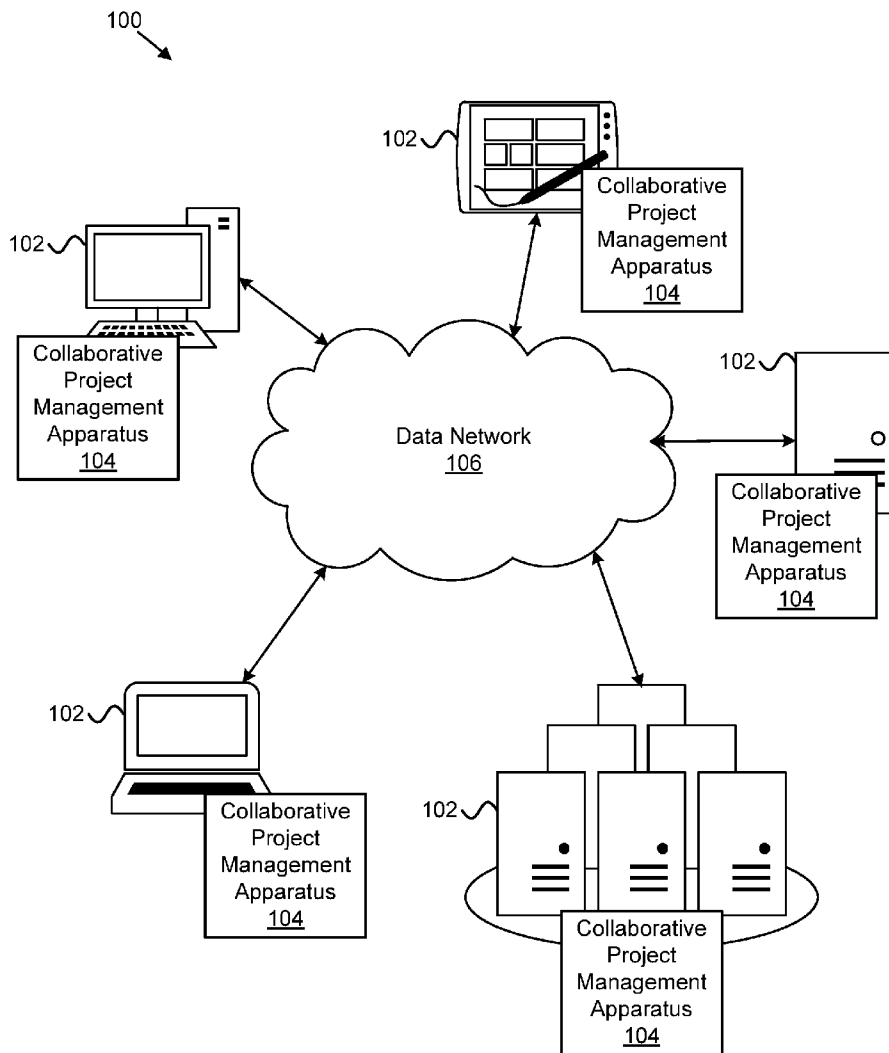 100
102
Collaborative
Project
Management
Apparatus
104
102
Collaborative
Project
Management
Apparatus
104
102
Collaborative
Project
Management
Apparatus
104
Data Network
106
102
Collaborative
Project
Management
Apparatus
104
102
Collaborative
Project
Management
Apparatus
104